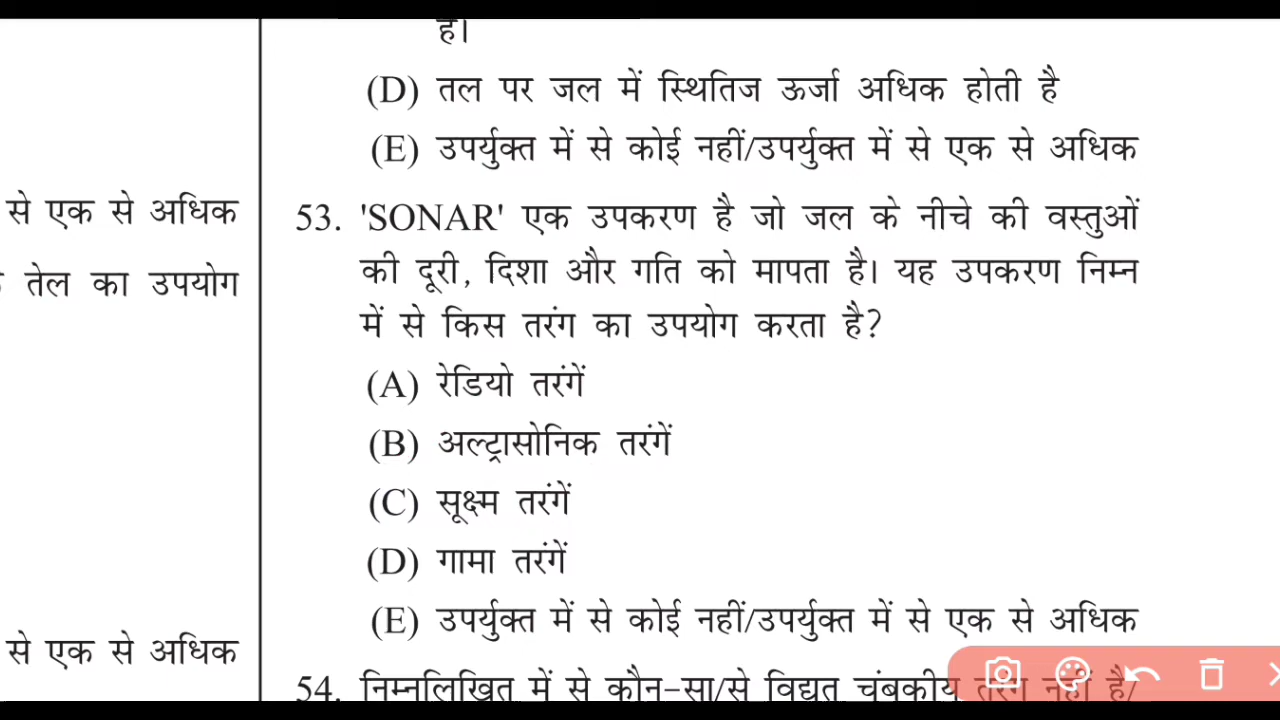 है।
(D) तल पर जल में स्थितिज ऊर्जा अधिक होती है
(E) उपर्युक्त में से कोई नहीं/उपर्युक्त में से एक से अधिक
से एक से अधिक
तेल का उपयोग
से एक से अधिक
53. 'SONAR' एक उपकरण है जो जल के नीचे की वस्तुओं
की दूरी, दिशा और गति को मापता है। यह उपकरण निम्न
में से किस तरंग का उपयोग करता है?
(A) रेडियो तरंगें
(B) अल्ट्रासोनिक तरंगें
(C) सूक्ष्म तरंगें
(D) गामा तरंगें
(E) उपर्युक्त में से कोई नहीं/उपर्युक्त में से एक से अधिक
54. निम्नलिखित में से कौन-सा/से विद्युत चुंबकीय तरंग नहीं है/